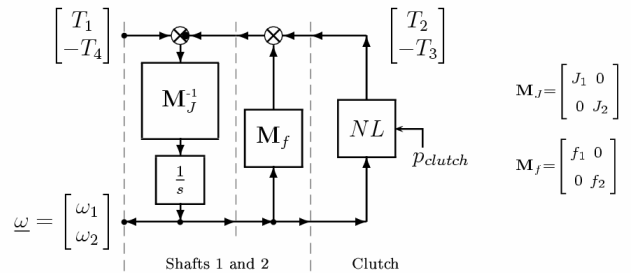 [T₁ −T₄]
[T₂ −T₃]
M_J⁻¹
M_f
NL
p_clutch
1/s
M_J= [J₁ 0
0 J₂]
M_f= [f₁ 0
0 f₂]
ω = [ω₁ ω₂]
Shafts 1 and 2
Clutch